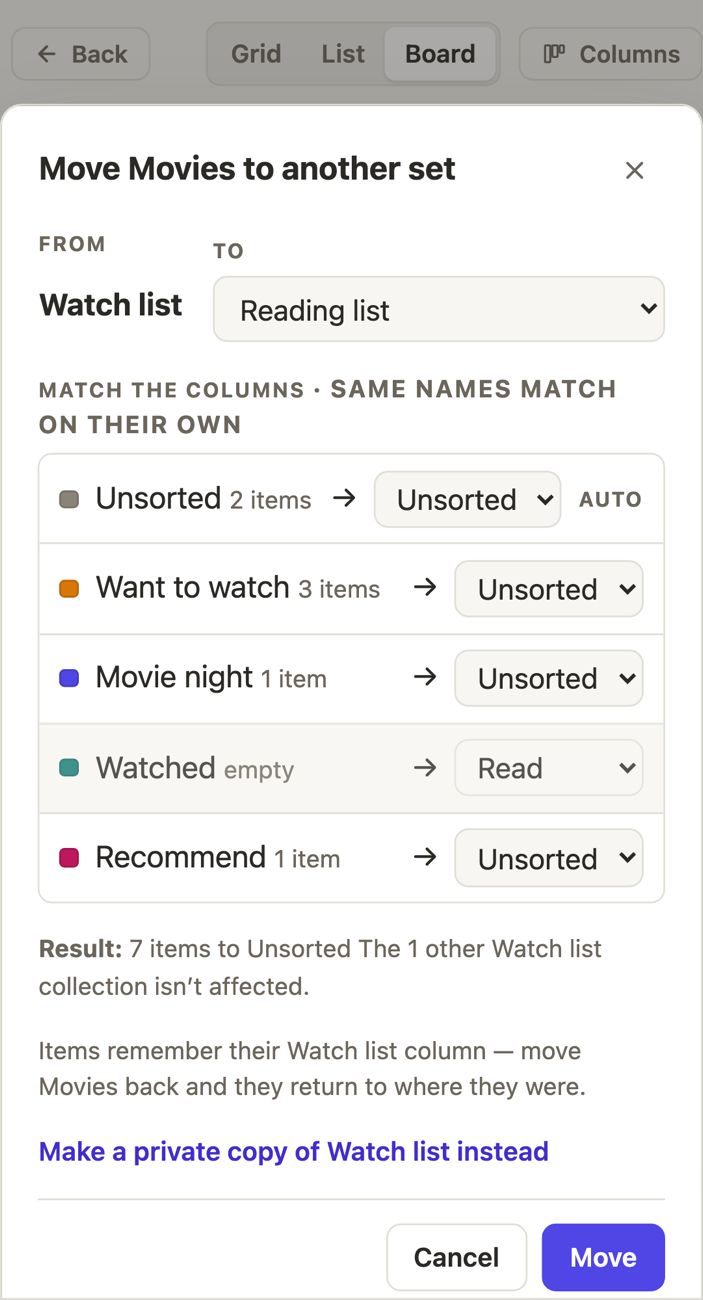 ← Back Grid List Board Columns
Move Movies to another set ×
FROM
TO
Watch list
Reading list
MATCH THE COLUMNS · SAME NAMES MATCH
ON THEIR OWN
Unsorted 2 items → Unsorted AUTO
Want to watch 3 items → Unsorted
Movie night 1 item → Unsorted
Watched empty → Read
Recommend 1 item → Unsorted
Result: 7 items to Unsorted The 1 other Watch list
collection isn’t affected.
Items remember their Watch list column — move
Movies back and they return to where they were.
Make a private copy of Watch list instead
Cancel Move